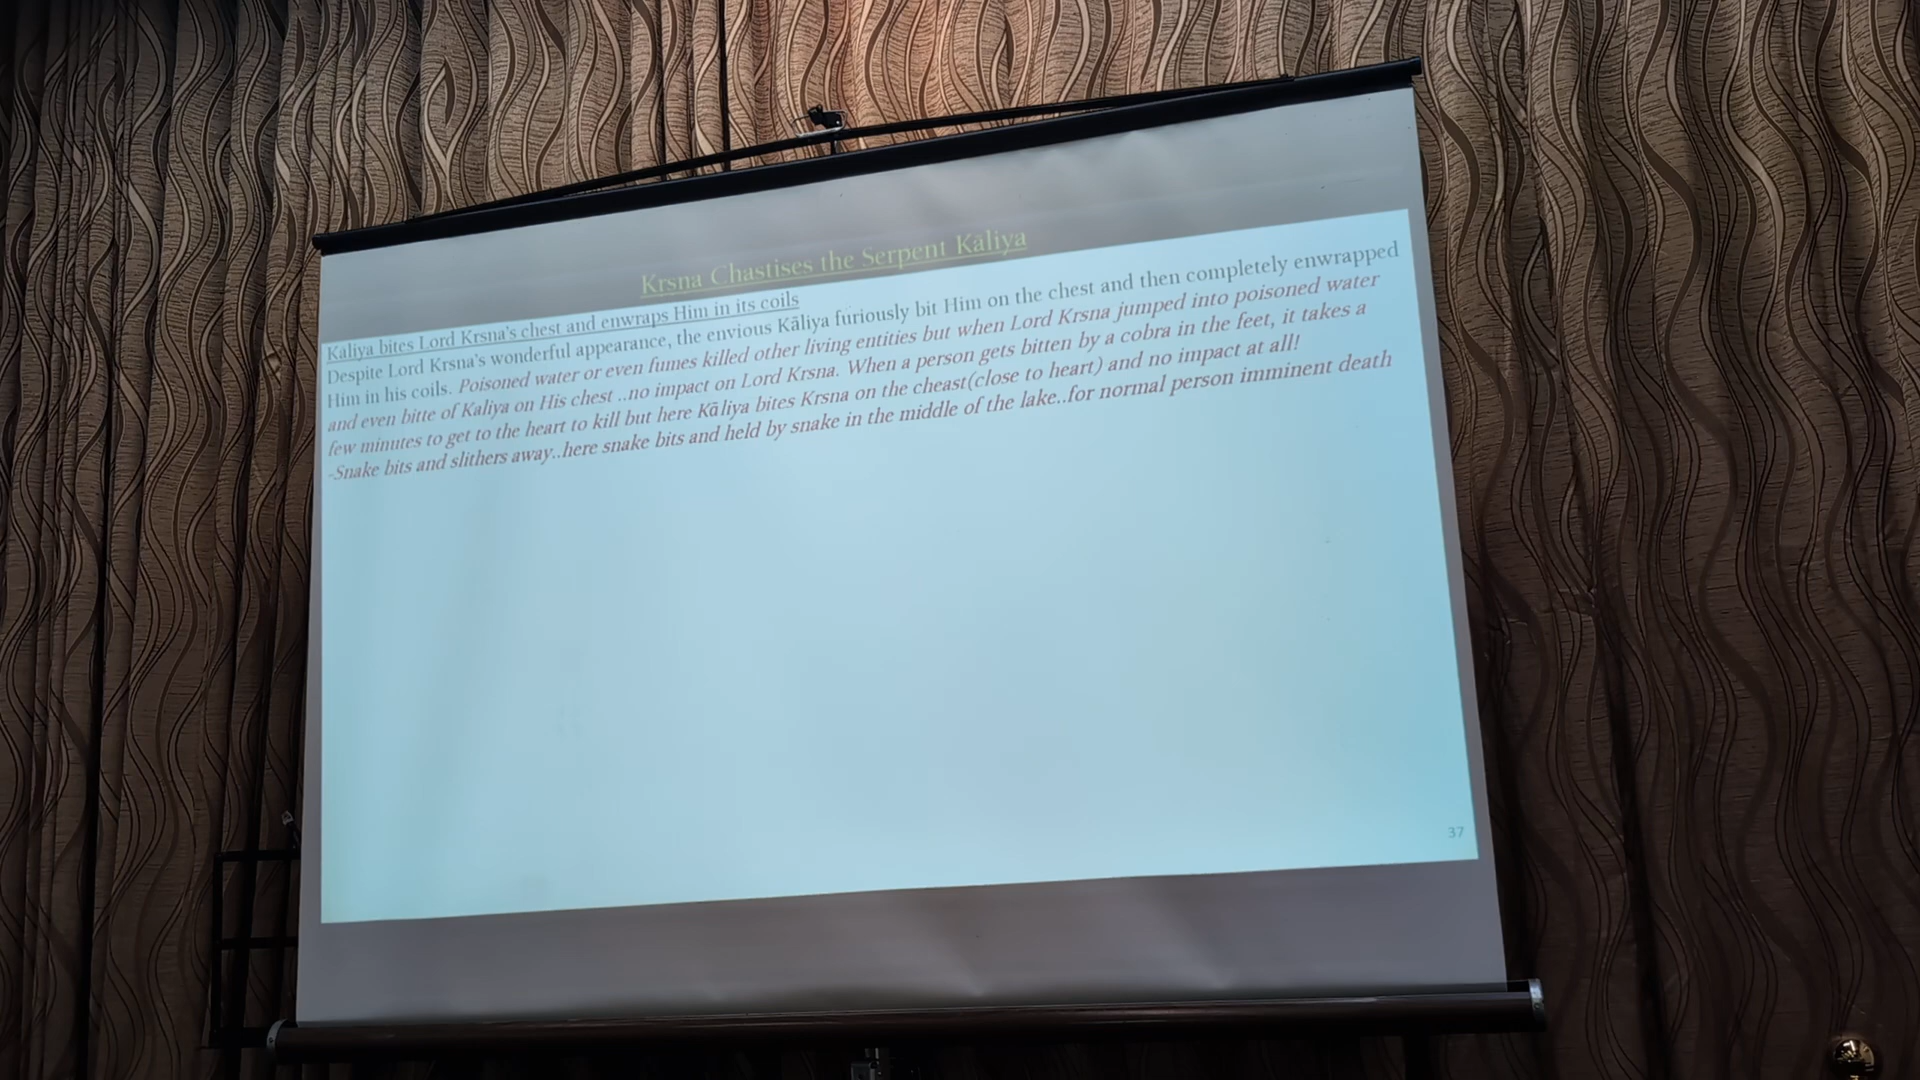 Krsna Chastises the Serpent Kāliya
Kaliya bites Lord Krsna's chest and enwraps Him in its coils
Despite Lord Krsna's wonderful appearance, the envious Kāliya furiously bit Him on the chest and then completely enwrapped
Him in his coils. Poisoned water or even fumes killed other living entities but when Lord Krsna jumped into poisoned water
and even bitte of Kaliya on His chest ..no impact on Lord Krsna. When a person gets bitten by a cobra in the feet, it takes a
few minutes to get to the heart to kill but here Kāliya bites Krsna on the cheast(close to heart) and no impact at all!
-Snake bits and slithers away..here snake bits and held by snake in the middle of the lake..for normal person imminent death
37